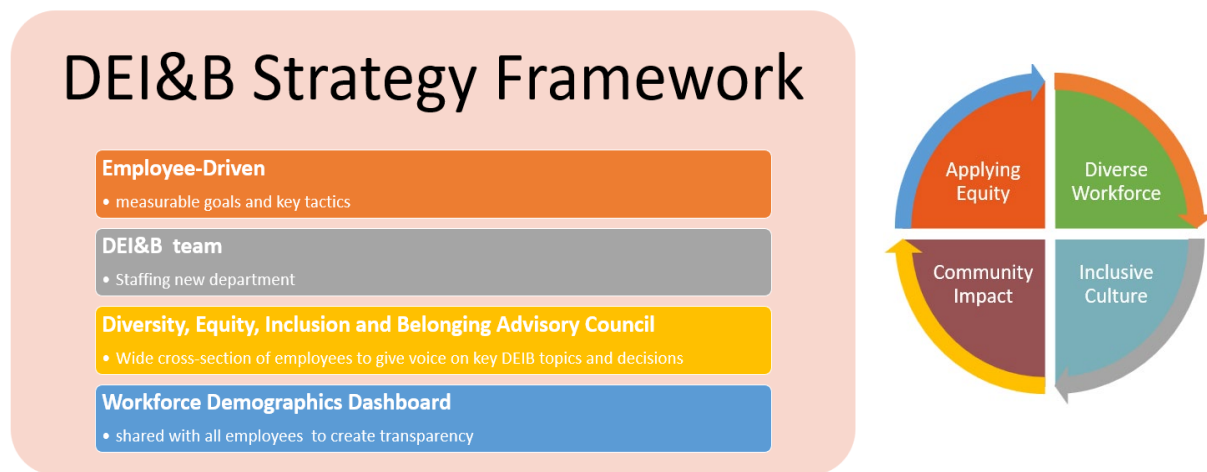 DEI&B Strategy Framework
Employee-Driven
• measurable goals and key tactics
DEI&B team
• Staffing new department
Diversity, Equity, Inclusion and Belonging Advisory Council
• Wide cross-section of employees to give voice on key DEIB topics and decisions
Workforce Demographics Dashboard
• shared with all employees to create transparency
Applying
Equity
Diverse
Workforce
Community
Impact
Inclusive
Culture